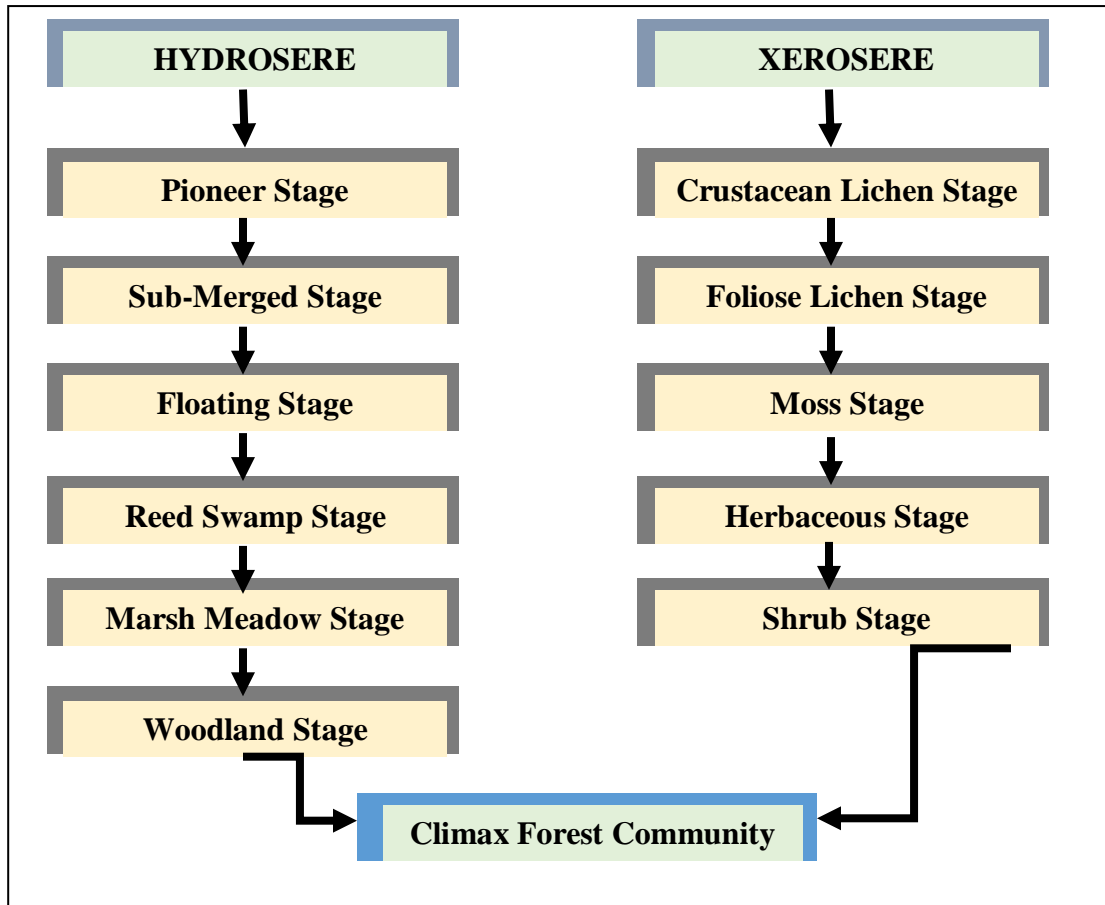 HYDROSERE
Pioneer Stage
Sub-Merged Stage
Floating Stage
Reed Swamp Stage
Marsh Meadow Stage
Woodland Stage
XEROSERE
Crustacean Lichen Stage
Foliose Lichen Stage
Moss Stage
Herbaceous Stage
Shrub Stage
Climax Forest Community